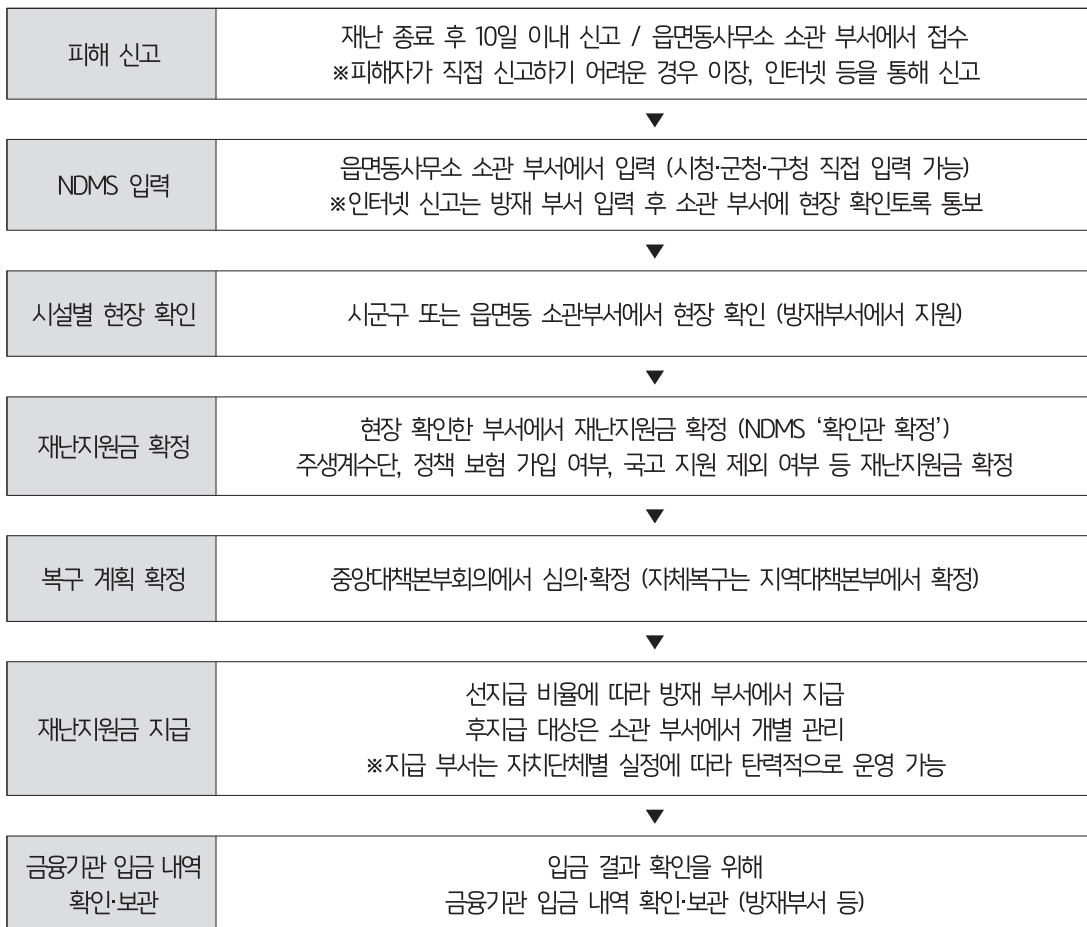 피해 신고
재난 종료 후 10일 이내 신고 / 읍면동사무소 소관 부서에서 접수
※피해자가 직접 신고하기 어려운 경우 이장, 인터넷 등을 통해 신고
▼
NDMS 입력
읍면동사무소 소관 부서에서 입력 (시청·군청·구청 직접 입력 가능)
※인터넷 신고는 방재 부서 입력 후 소관 부서에 현장 확인토록 통보
▼
시설별 현장 확인
시군구 또는 읍면동 소관부서에서 현장 확인 (방재부서에서 지원)
▼
재난지원금 확정
현장 확인한 부서에서 재난지원금 확정 (NDMS ‘확인관 확정’)
주생계수단, 정책 보험 가입 여부, 국고 지원 제외 여부 등 재난지원금 확정
▼
복구 계획 확정
중앙대책본부회의에서 심의·확정 (자체복구는 지역대책본부에서 확정)
▼
재난지원금 지급
선지급 비율에 따라 방재 부서에서 지급
후지급 대상은 소관 부서에서 개별 관리
※지급 부서는 자치단체별 실정에 따라 탄력적으로 운영 가능
▼
금융기관 입금 내역
확인·보관
입금 결과 확인을 위해
금융기관 입금 내역 확인·보관 (방재부서 등)